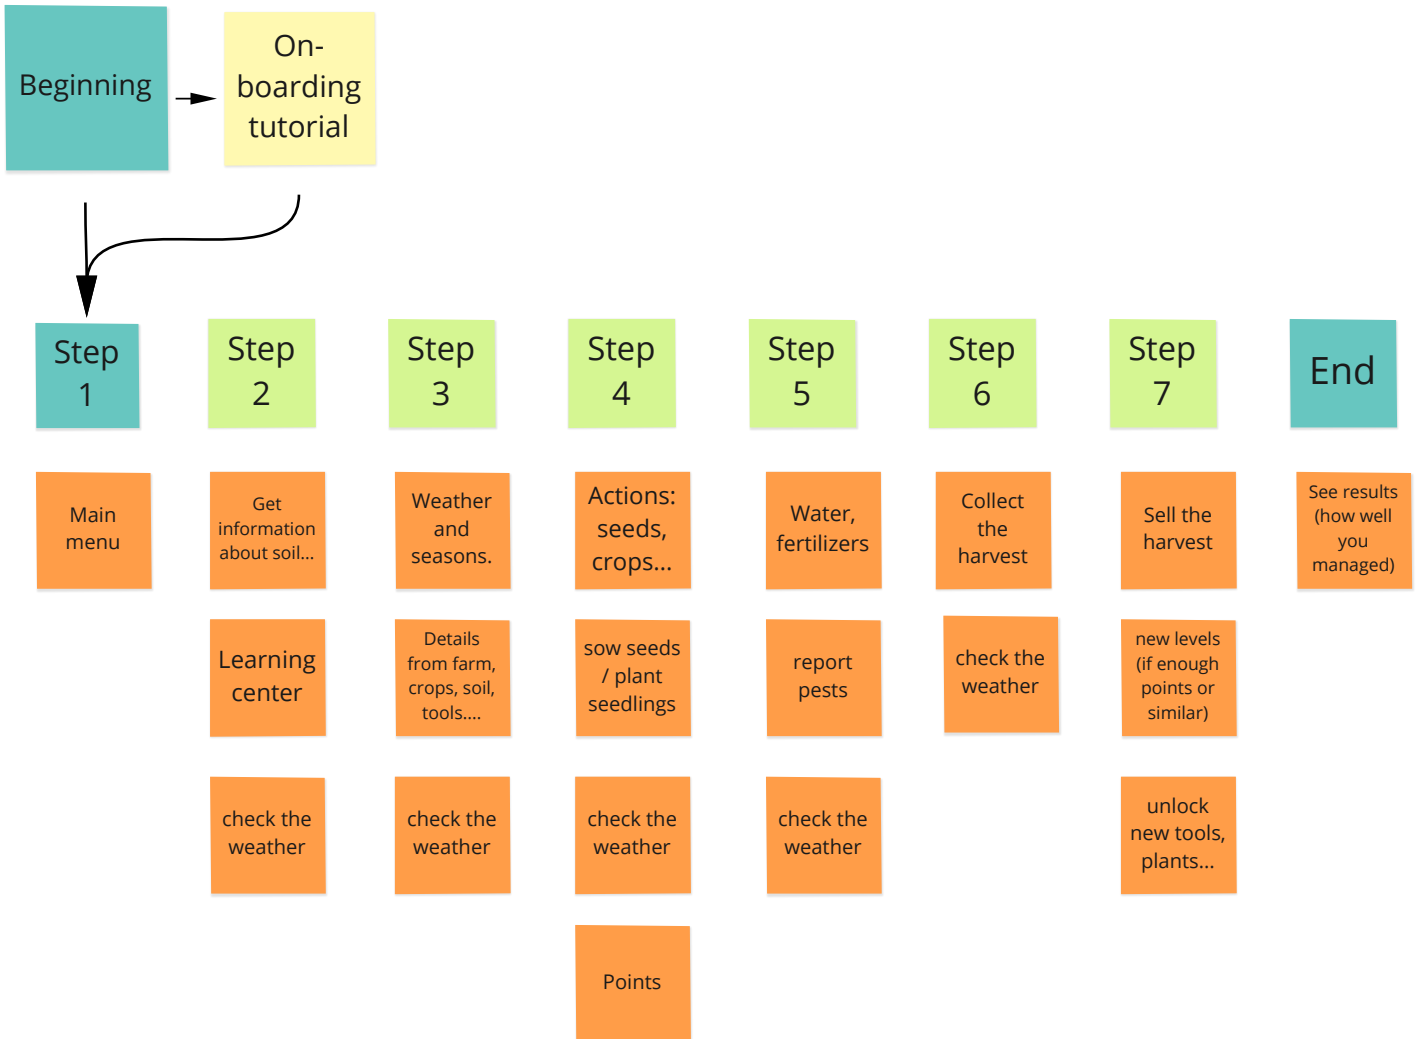 Beginning
On-
boarding
tutorial
Step
1
Step
2
Step
3
Step
4
Step
5
Step
6
Step
7
End
Main
menu
Get
information
about soil...
Weather
and
seasons.
Actions:
seeds,
crops...
Water,
fertilizers
Collect
the
harvest
Sell the
harvest
See results
(how well
you
managed)
Learning
center
Details
from farm,
crops, soil,
tools....
sow seeds
/ plant
seedlings
report
pests
check the
weather
new levels
(if enough
points or
similar)
check the
weather
check the
weather
check the
weather
check the
weather
unlock
new tools,
plants...
Points